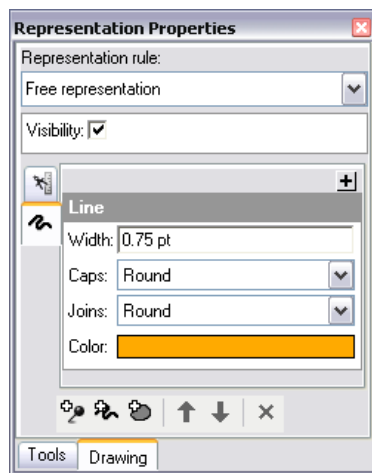 Representation Properties
Representation rule:
Free representation
Visibility:
Line
Width: 0.75 pt
Caps: Round
Joins: Round
Color:
Tools Drawing